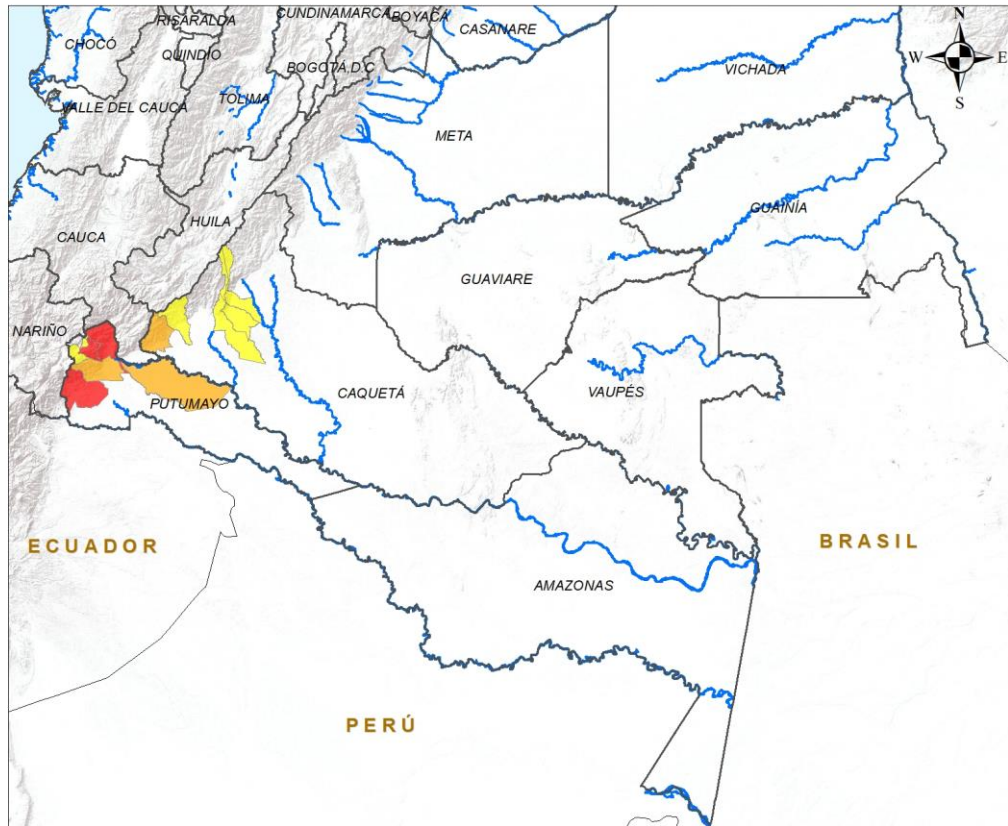 CUNDINAMARCA
BOYACÁ
RISARALDA
CASANARE
N
CHOCÓ
QUINDÍO
W
E
BOGOTÁ D.C
VICHADA
TOLIMA
S
VALLE DEL CAUCA
META
GUAINÍA
HUILA
CAUCA
GUAVIARE
NARIÑO
CAQUETÁ
VAUPÉS
PUTUMAYO
ECUADOR
BRASIL
AMAZONAS
PERÚ